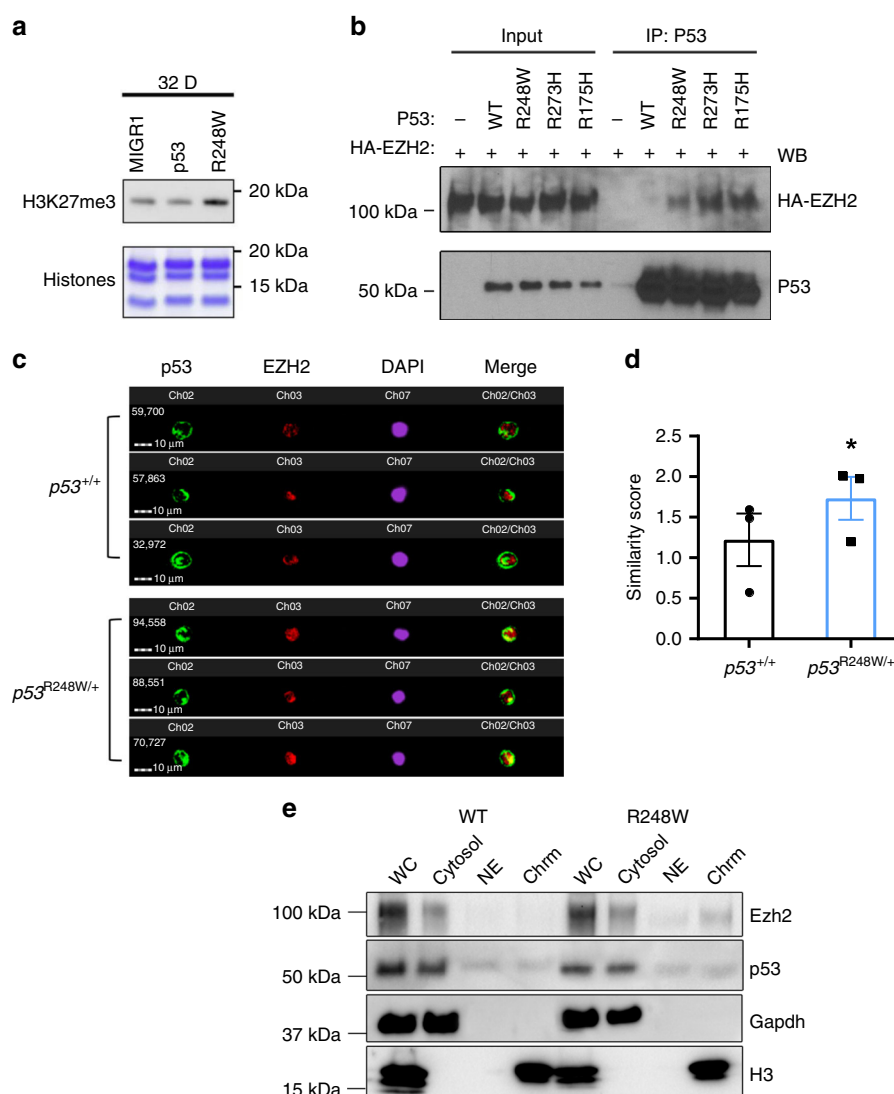 a
32 D
MIGR1
p53
R248W
H3K27me3
20 kDa
Histones
20 kDa
15 kDa
b
Input
IP: P53
P53:
– WT R248W R273H R175H – WT R248W R273H R175H
HA-EZH2:
+ + + + + + + + + +
WB
100 kDa
HA-EZH2
50 kDa
P53
c
p53 EZH2 DAPI Merge
p53+/+
Ch02 Ch03 Ch07 Ch02/Ch03
59,700
10 μm
Ch02 Ch03 Ch07 Ch02/Ch03
57,863
10 μm
Ch02 Ch03 Ch07 Ch02/Ch03
32,972
10 μm
p53R248W/+
Ch02 Ch03 Ch07 Ch02/Ch03
94,558
10 μm
Ch02 Ch03 Ch07 Ch02/Ch03
88,551
10 μm
Ch02 Ch03 Ch07 Ch02/Ch03
70,727
10 μm
d
Similarity score
2.5
2.0
1.5
1.0
0.5
0.0
*
p53+/+
p53R248W/+
e
WT R248W
WC Cytosol NE Chrm WC Cytosol NE Chrm
100 kDa
Ezh2
50 kDa
p53
37 kDa
Gapdh
15 kDa
H3